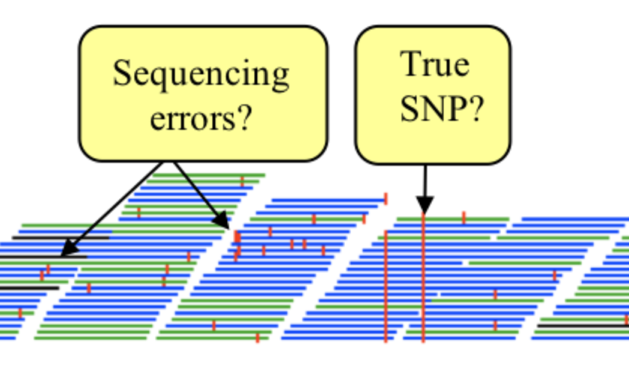 Sequencing
errors?
True
SNP?